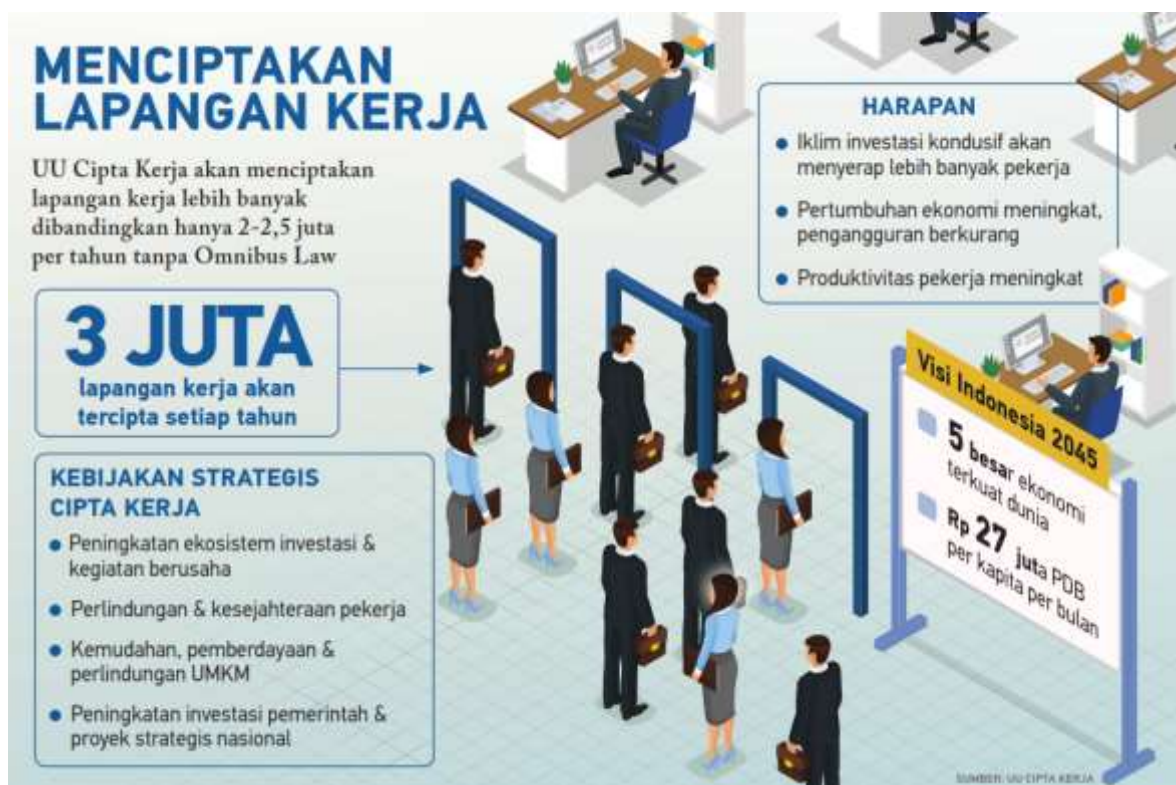 MENCIPTAKAN
LAPANGAN KERJA
UU Cipta Kerja akan menciptakan
lapangan kerja lebih banyak
dibandingkan hanya 2-2,5 juta
per tahun tanpa Omnibus Law
3 JUTA
lapangan kerja akan
tercipta setiap tahun
KEBIJAKAN STRATEGIS
CIPTA KERJA
Peningkatan ekosistem investasi &
kegiatan berusaha
Perlindungan & kesejahteraan pekerja
Kemudahan, pemberdayaan &
perlindungan UMKM
Peningkatan investasi pemerintah &
proyek strategis nasional
HARAPAN
Iklim investasi kondusif akan
menyerap lebih banyak pekerja
Pertumbuhan ekonomi meningkat,
pengangguran berkurang
Produktivitas pekerja meningkat
Visi Indonesia 2045
5 besar ekonomi
terkuat dunia
Rp 27 juta PDB
per kapita per bulan
SUMBER: UU CIPTA KERJA